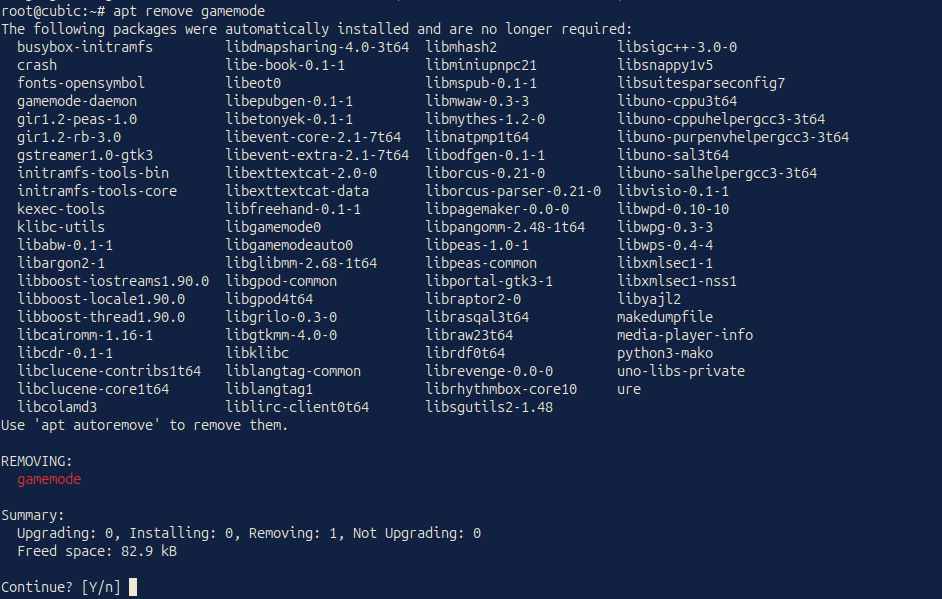 root@cubic:~# apt remove gamemode
The following packages were automatically installed and are no longer required:
  busybox-initramfs         libdmapsharing-4.0-3t64  libmhash2               libsigc++-3.0-0
  crash                     libe-book-0.1-1          libminiupnpc21          libsnappy1v5
  fonts-opensymbol          libeot0                  libmspub-0.1-1          libsuitesparseconfig7
  gamemode-daemon           libepubgen-0.1-1         libmwaw-0.3-3           libuno-cppu3t64
  gir1.2-peas-1.0           libetonyek-0.1-1         libmythes-1.2-0         libuno-cppuhelpergcc3-3t64
  gir1.2-rb-3.0             libevent-core-2.1-7t64   libnatpmp1t64           libuno-purpenvhelpergcc3-3t64
  gstreamer1.0-gtk3         libevent-extra-2.1-7t64  libodfgen-0.1-1         libuno-sal3t64
  initramfs-tools-bin       libexttextcat-2.0-0      liborcus-0.21-0         libuno-salhelpergcc3-3t64
  initramfs-tools-core      libexttextcat-data       liborcus-parser-0.21-0  libvisio-0.1-1
  kexec-tools               libfreehand-0.1-1        libpagemaker-0.0-0      libwpd-0.10-10
  klibc-utils               libgamemode0             libpangomm-2.48-1t64    libwpg-0.3-3
  libabw-0.1-1              libgamemodeauto0         libpeas-1.0-1           libwps-0.4-4
  libargon2-1               libglibmm-2.68-1t64      libpeas-common          libxmlsec1-1
  libboost-iostreams1.90.0  libgpod-common           libportal-gtk3-1        libxmlsec1-nss1
  libboost-locale1.90.0     libgpod4t64              libraptor2-0            libyajl2
  libboost-thread1.90.0     libgrilo-0.3-0           librasqal3t64           makedumpfile
  libcairomm-1.16-1         libgtkmm-4.0-0           libraw23t64             media-player-info
  libcdr-0.1-1              libklibc                 librdf0t64              python3-mako
  libclucene-contribs1t64   liblangtag-common        librevenge-0.0-0        uno-libs-private
  libclucene-core1t64       liblangtag1              librhythmbox-core10     ure
  libcolamd3                liblirc-client0t64       libsgutils2-1.48
Use 'apt autoremove' to remove them.

REMOVING:
  gamemode

Summary:
  Upgrading: 0, Installing: 0, Removing: 1, Not Upgrading: 0
  Freed space: 82.9 kB

Continue? [Y/n]